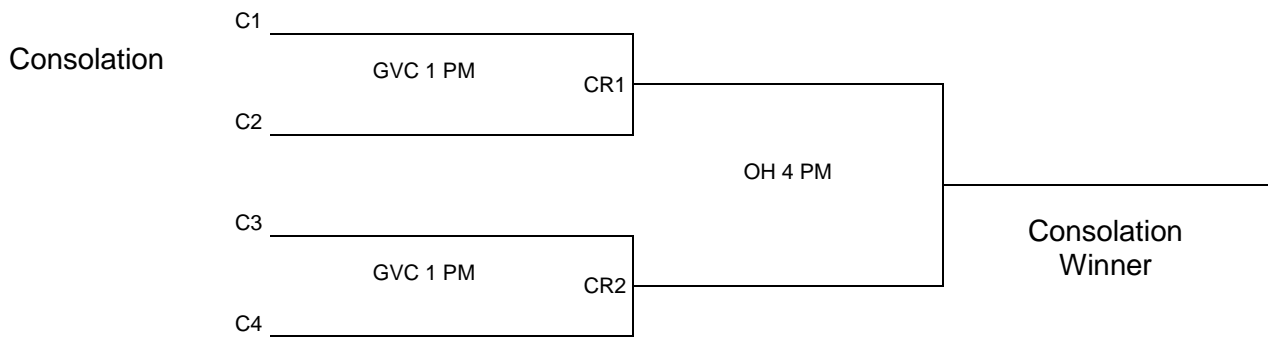 C1
Consolation
GVC 1 PM
CR1
C2
OH 4 PM
C3
Consolation
Winner
GVC 1 PM
CR2
C4